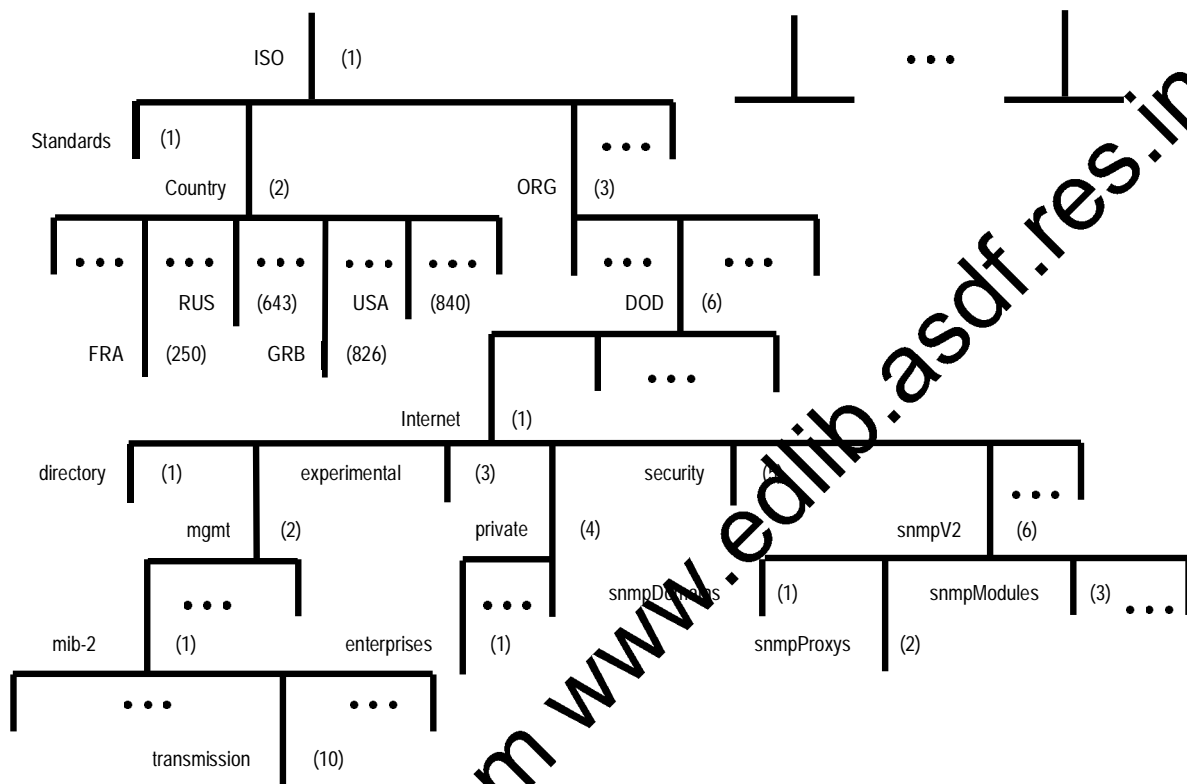 ISO (1)
Standards (1)
Country (2) ORG (3)
RUS (643) USA (840) DOD (6)
FRA (250) GRB (826)
Internet (1)
directory (1) experimental (3) security
mgmt (2) private (4) snmpV2 (6)
snmpDomains (1) snmpModules (3)
mib-2 (1) enterprises (1) snmpProxys (2)
transmission (10)
m www.edlib.asdf.res.in